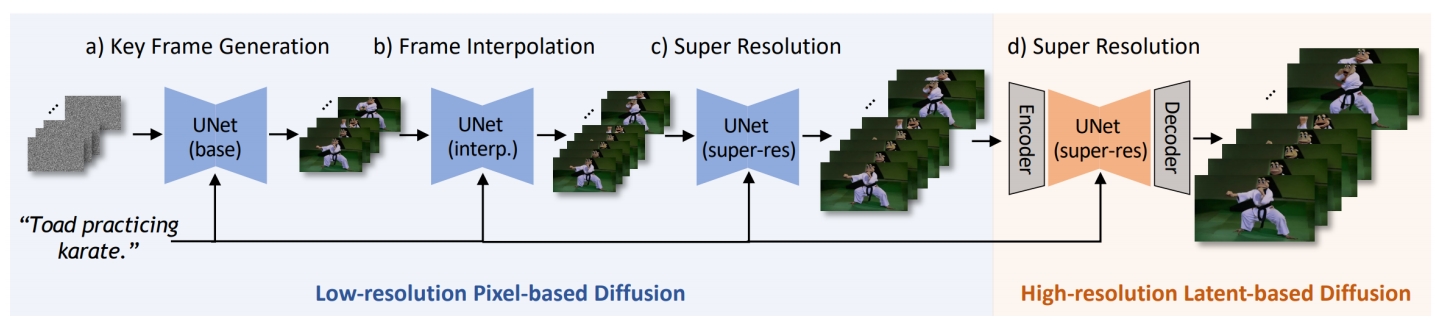 a) Key Frame Generation
b) Frame Interpolation
c) Super Resolution
d) Super Resolution
...
UNet
(base)
...
UNet
(interp.)
...
UNet
(super-res)
...
Encoder
UNet
(super-res)
Decoder
...
“Toad practicing
karate.”
Low-resolution Pixel-based Diffusion
High-resolution Latent-based Diffusion